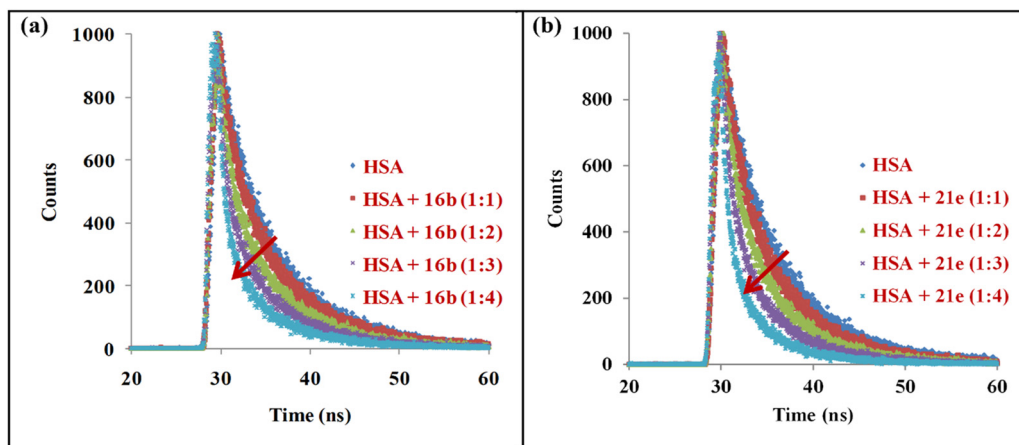 (a)
1000
800
600
400
200
0
Counts
20
30
40
50
60
Time (ns)
HSA
HSA + 16b (1:1)
HSA + 16b (1:2)
HSA + 16b (1:3)
HSA + 16b (1:4)
(b)
1000
800
600
400
200
0
Counts
20
30
40
50
60
Time (ns)
HSA
HSA + 21e (1:1)
HSA + 21e (1:2)
HSA + 21e (1:3)
HSA + 21e (1:4)